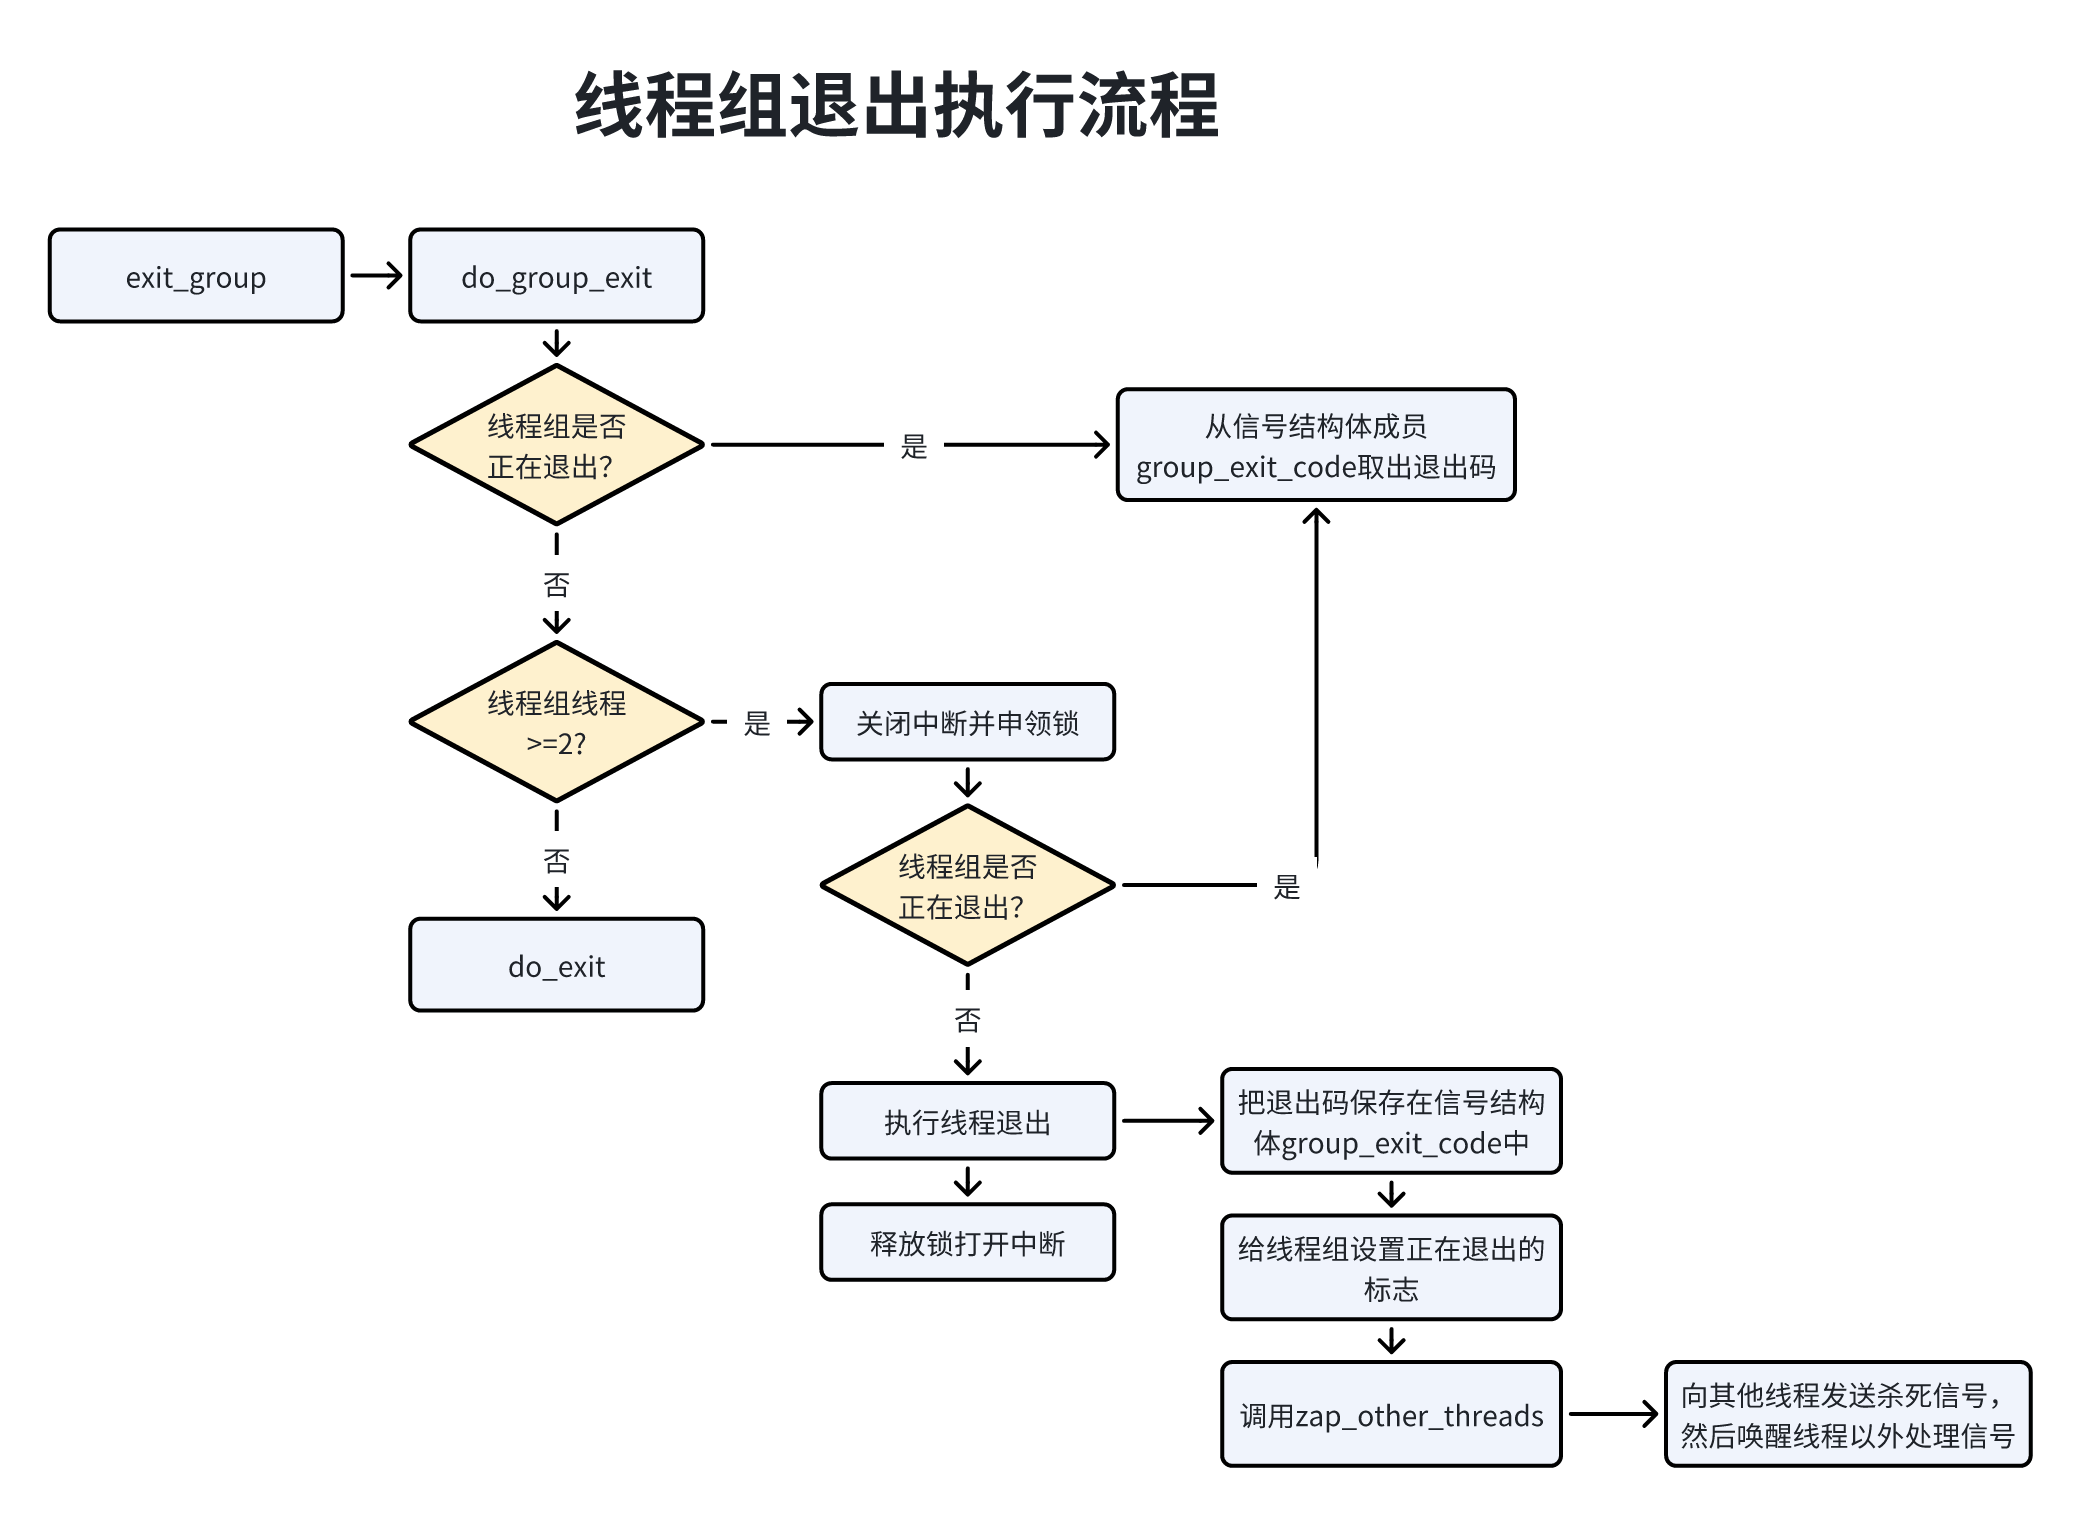 线程组退出执行流程
exit_group
do_group_exit
线程组是否
正在退出？
是
从信号结构体成员
group_exit_code取出退出码
否
线程组线程
>=2?
是
关闭中断并申领锁
否
线程组是否
正在退出？
是
do_exit
否
执行线程退出
把退出码保存在信号结构
体group_exit_code中
释放锁打开中断
给线程组设置正在退出的
标志
调用zap_other_threads
向其他线程发送杀死信号，
然后唤醒线程以外处理信号